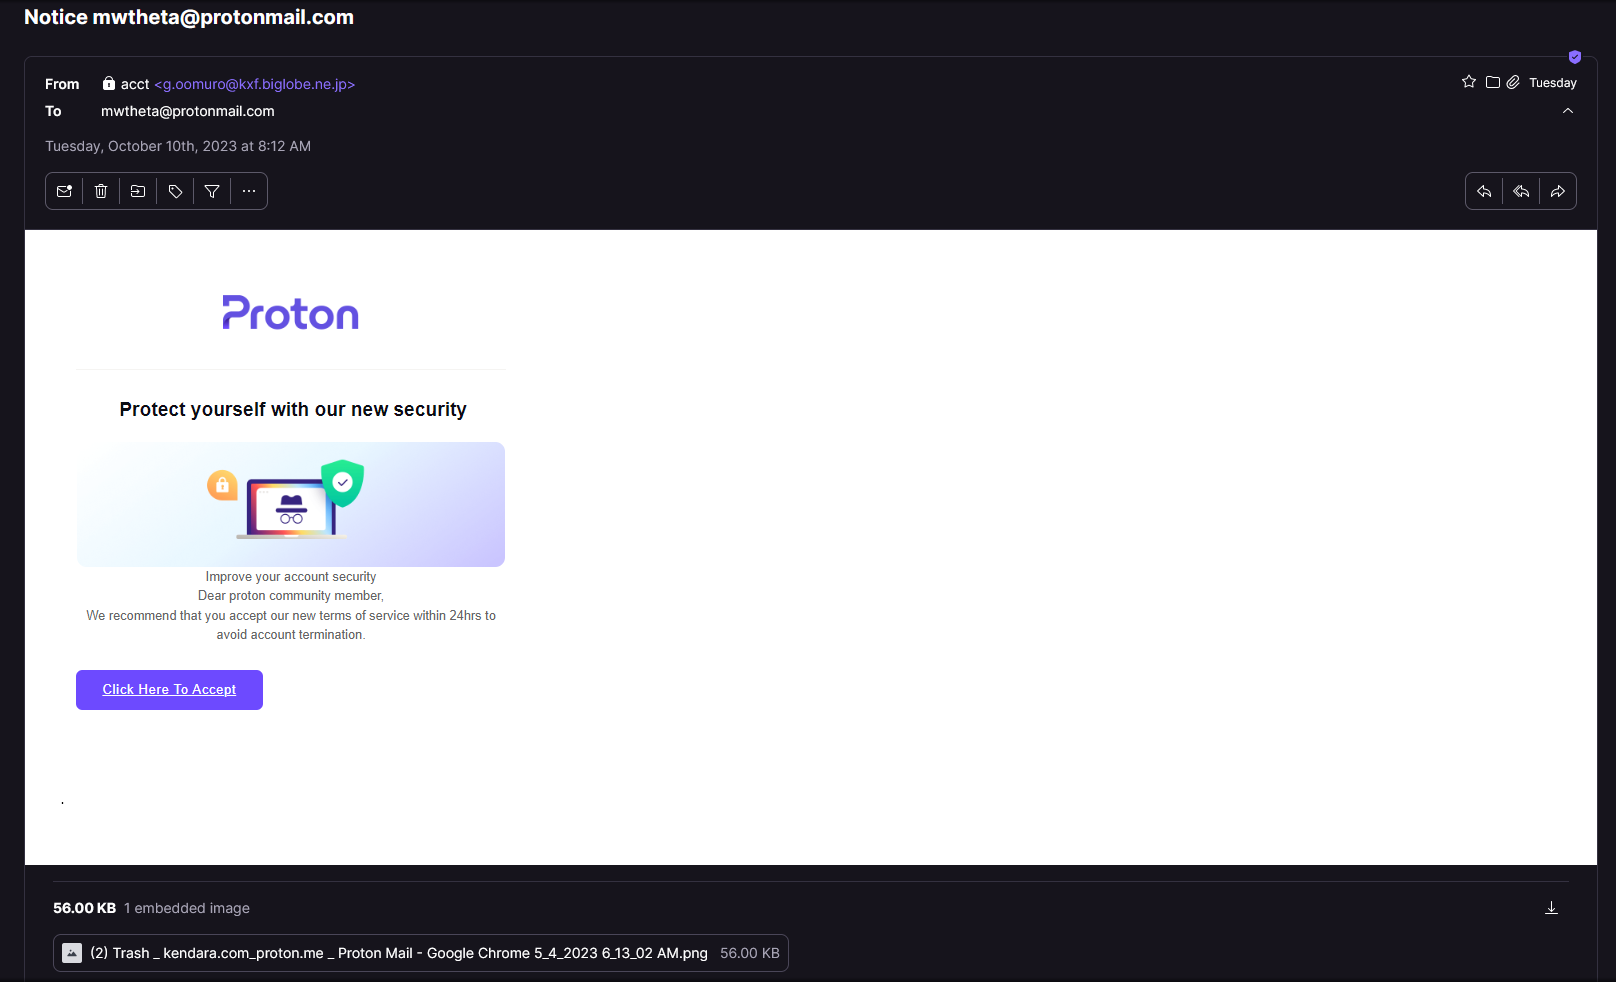 Notice mwtheta@protonmail.com
From acct <g.oomuro@kxf.biglobe.ne.jp>
Tuesday
To mwtheta@protonmail.com
Tuesday, October 10th, 2023 at 8:12 AM
Proton
Protect yourself with our new security
Improve your account security
Dear proton community member,
We recommend that you accept our new terms of service within 24hrs to
avoid account termination.
Click Here To Accept
.
56.00 KB 1 embedded image
(2) Trash _ kendara.com_proton.me _ Proton Mail - Google Chrome 5_4_2023 6_13_02 AM.png 56.00 KB